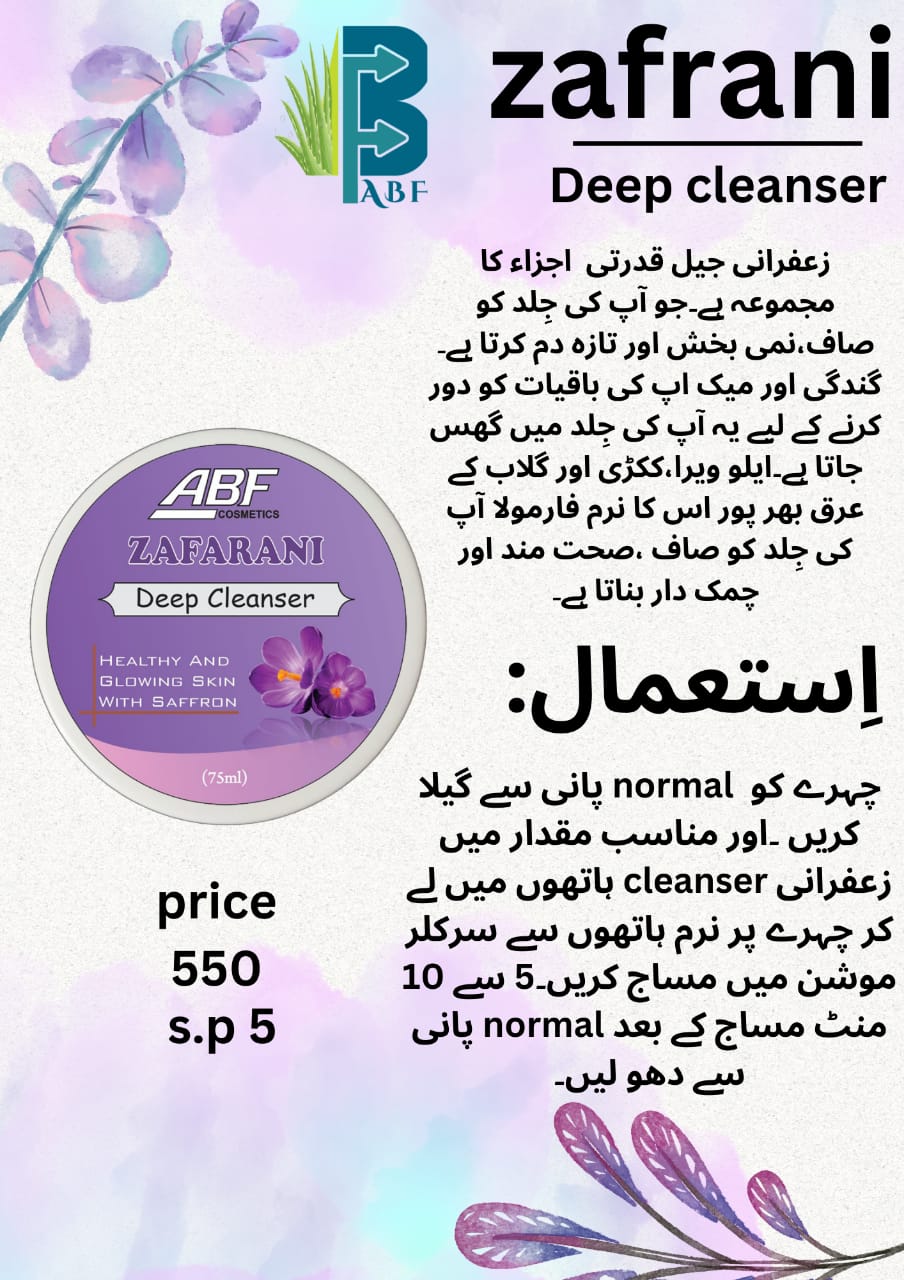 ABF
zafrani
Deep cleanser
زعفرانی جیل قدرتی اجزاء کا
مجموعہ ہے۔جو آپ کی جِلد کو
صاف،نمی بخش اور تازہ دم کرتا ہے۔
گندگی اور میک اپ کی باقیات کو دور
کرنے کے لیے یہ آپ کی جِلد میں گھس
جاتا ہے۔ایلو ویرا،ککڑی اور گلاب کے
عرق بھر پور اس کا نرم فارمولا آپ
کی جِلد کو صاف ،صحت مند اور
چمک دار بناتا ہے۔
ABF
COSMETICS
ZAFARANI
Deep Cleanser
HEALTHY AND
GLOWING SKIN
WITH SAFFRON
(75ml)
اِستعمال:
چہرے کو normal پانی سے گیلا
کریں ۔اور مناسب مقدار میں
زعفرانی cleanser ہاتھوں میں لے
کر چہرے پر نرم ہاتھوں سے سرکلر
موشن میں مساج کریں۔5 سے 10
منٹ مساج کے بعد normal پانی
سے دھو لیں۔
price
550
s.p 5